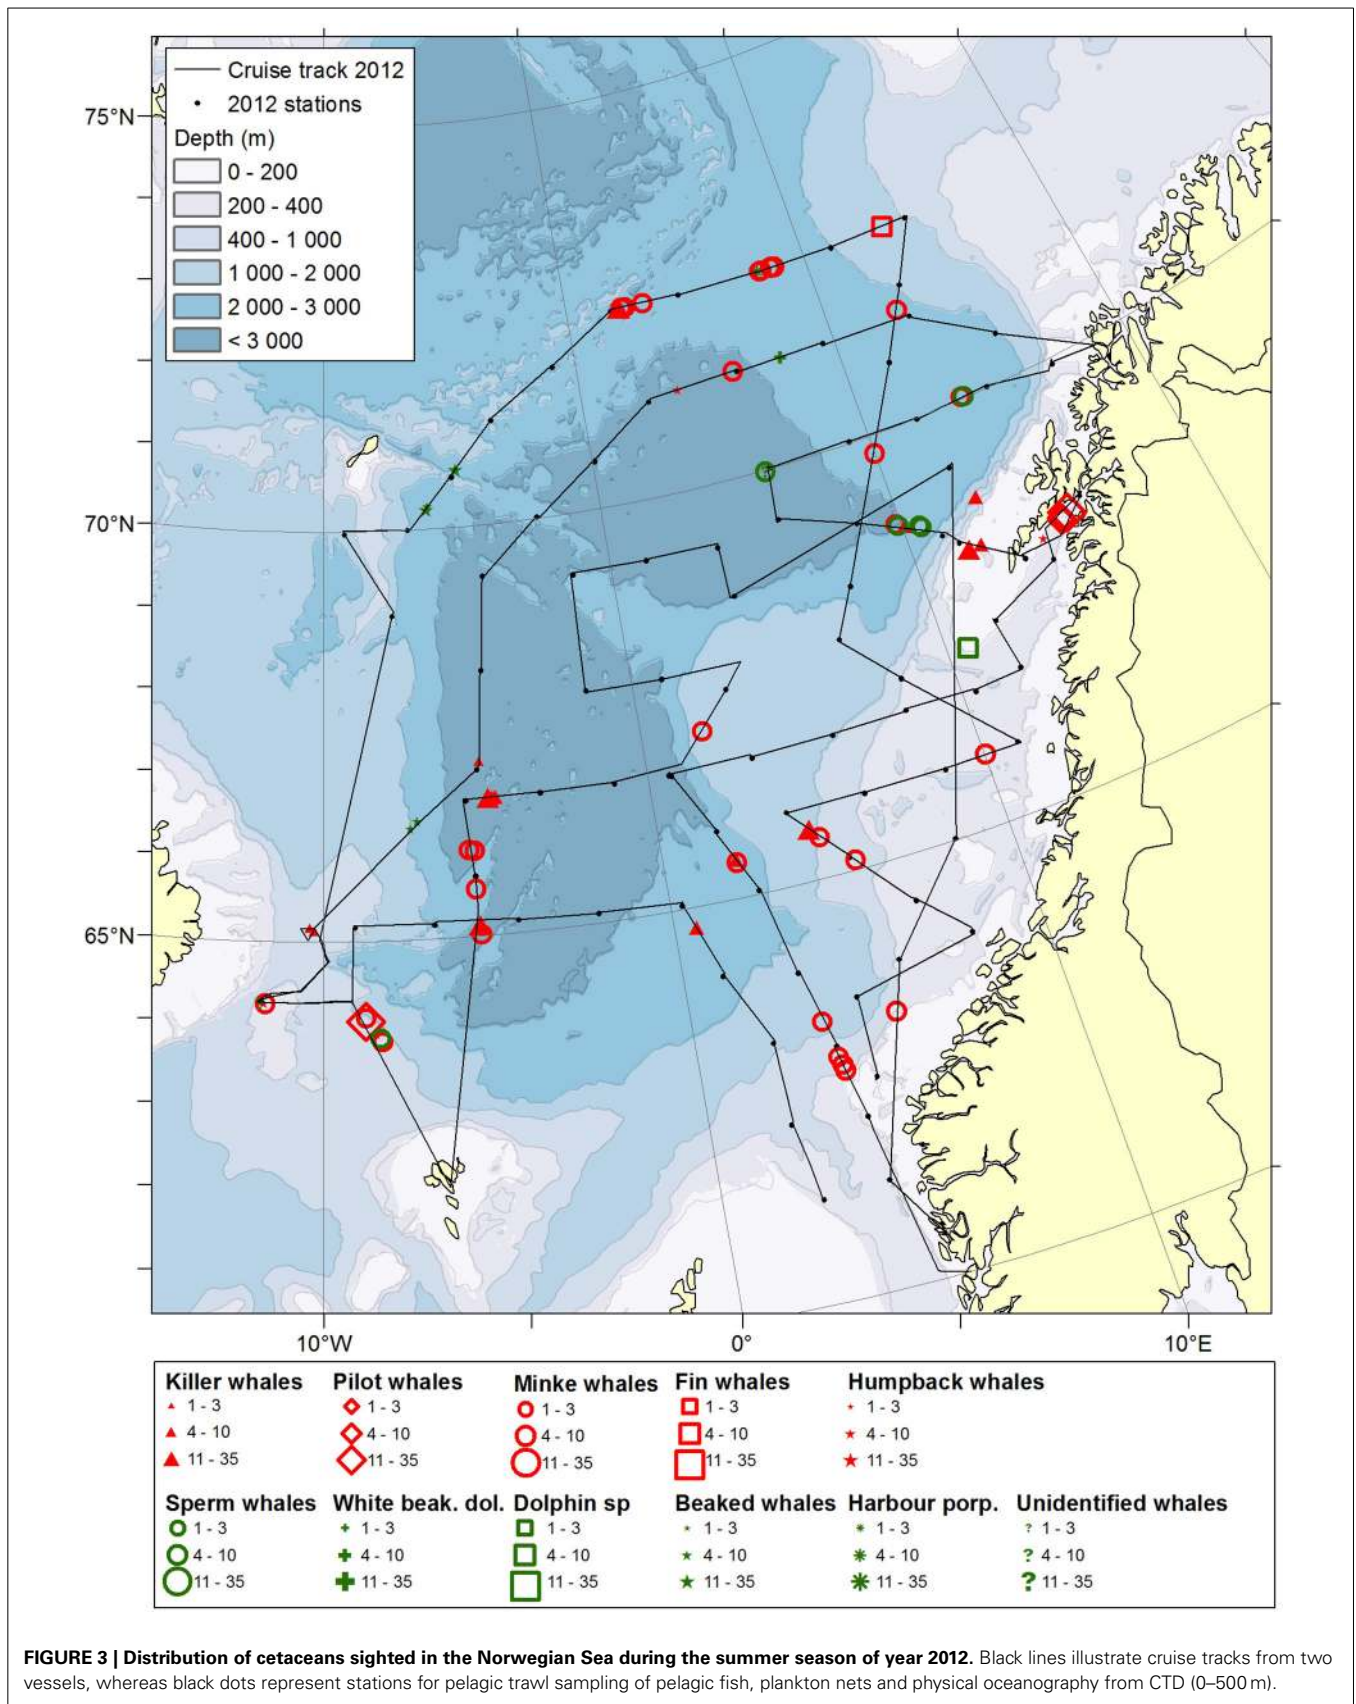 Cruise track 2012
2012 stations
Depth (m)
0 - 200
200 - 400
400 - 1 000
1 000 - 2 000
2 000 - 3 000
< 3 000
75°N
70°N
65°N
10°W
0°
10°E
Killer whales
1 - 3
4 - 10
11 - 35
Pilot whales
1 - 3
4 - 10
11 - 35
Minke whales
1 - 3
4 - 10
11 - 35
Fin whales
1 - 3
4 - 10
11 - 35
Humpback whales
1 - 3
4 - 10
11 - 35
Sperm whales
1 - 3
4 - 10
11 - 35
White beak. dol.
1 - 3
4 - 10
11 - 35
Dolphin sp
1 - 3
4 - 10
11 - 35
Beaked whales
1 - 3
4 - 10
11 - 35
Harbour porp.
1 - 3
4 - 10
11 - 35
Unidentified whales
? 1 - 3
? 4 - 10
? 11 - 35
FIGURE 3 | Distribution of cetaceans sighted in the Norwegian Sea during the summer season of year 2012. Black lines illustrate cruise tracks from two
vessels, whereas black dots represent stations for pelagic trawl sampling of pelagic fish, plankton nets and physical oceanography from CTD (0–500 m).